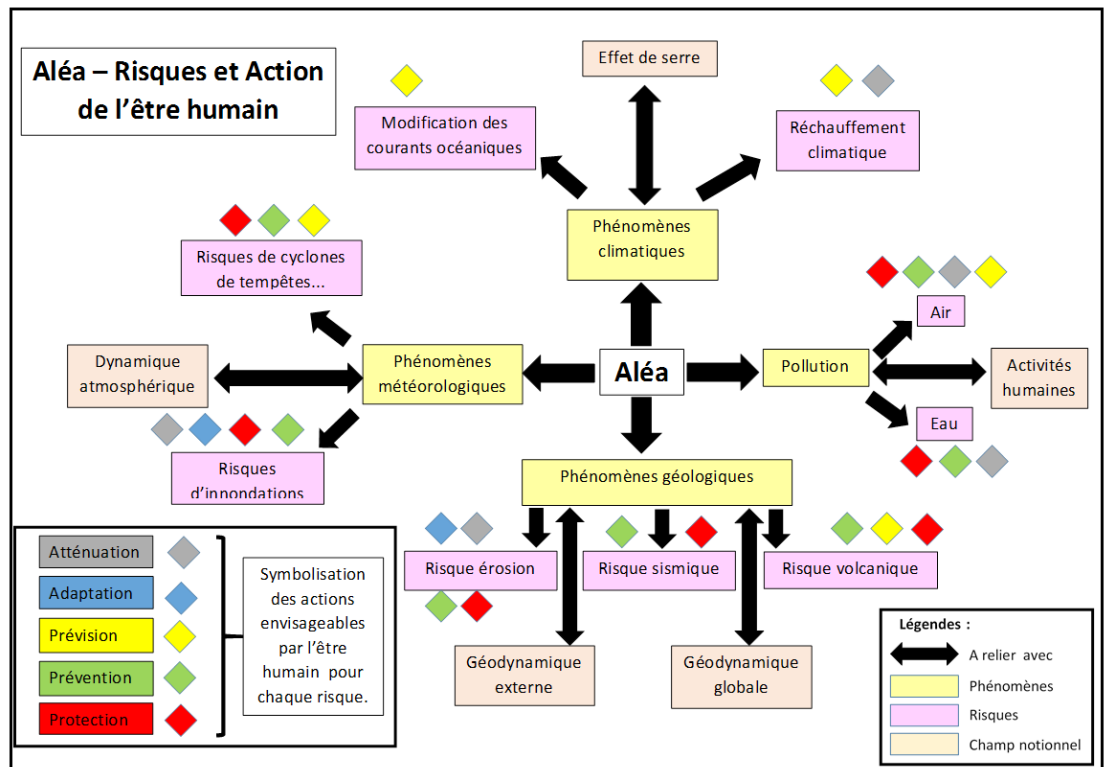 Aléa – Risques et Action
de l'être humain
Effet de serre
Modification des
courants océaniques
Réchauffement
climatique
Phénomènes
climatiques
Risques de cyclones
de tempêtes...
Air
Dynamique
atmosphérique
Phénomènes
météorologiques
Aléa
Pollution
Activités
humaines
Eau
Risques
d'innondations
Phénomènes géologiques
Risque érosion
Risque sismique
Risque volcanique
Géodynamique
externe
Géodynamique
globale
Atténuation
Adaptation
Prévision
Prévention
Protection
Symbolisation
des actions
envisageables
par l'être
humain pour
chaque risque.
Légendes :
A relier avec
Phénomènes
Risques
Champ notionnel